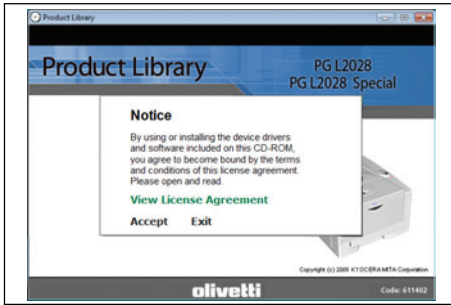 Product Library
Product Library
PG L2028
PG L2028 Special
Notice
By using or installing the device drivers
and software included on this CD-ROM,
you agree to become bound by the terms
and conditions of this license agreement.
Please open and read.
View License Agreement
Accept Exit
Copyright (c) 2008 KYOCERA MITA Corporation
olivetti
Code: 611402